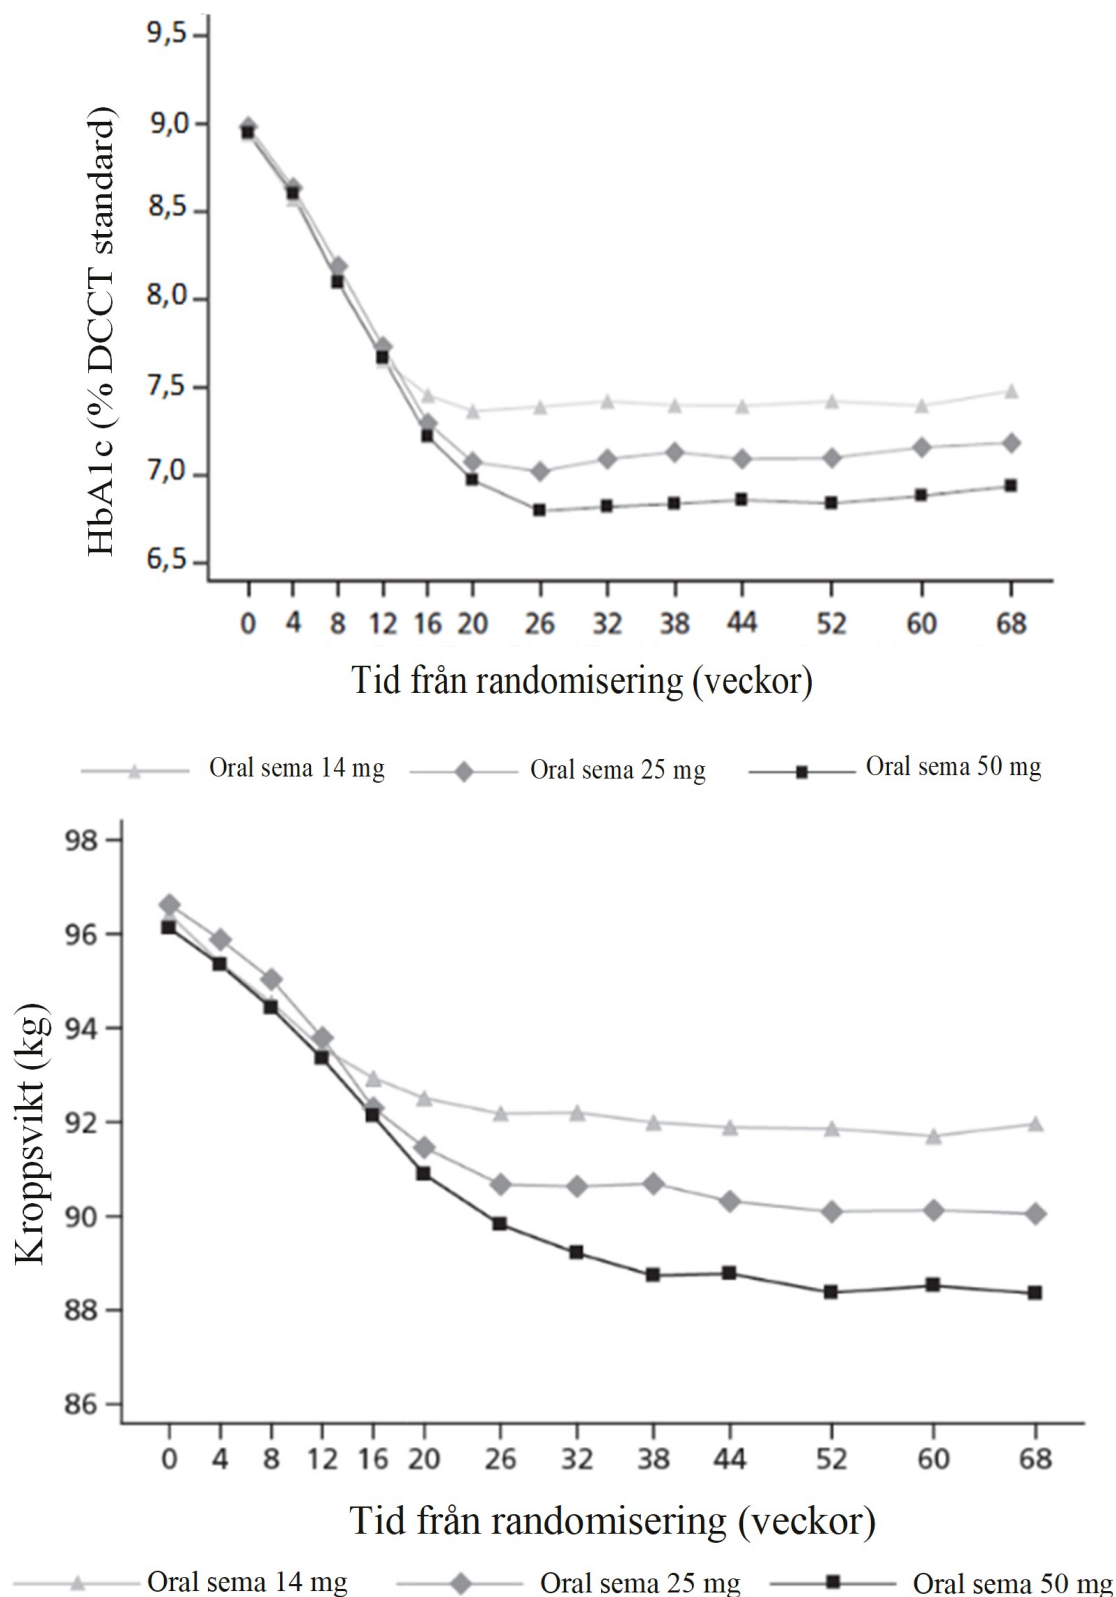 9,5
9,0
8,5
8,0
7,5
7,0
6,5
HbA1c (% DCCT standard)
0 4 8 12 16 20 26 32 38 44 52 60 68
Tid från randomisering (veckor)
Oral sema 14 mg Oral sema 25 mg Oral sema 50 mg
98
96
94
92
90
88
86
Kroppsvikt (kg)
0 4 8 12 16 20 26 32 38 44 52 60 68
Tid från randomisering (veckor)
Oral sema 14 mg Oral sema 25 mg Oral sema 50 mg